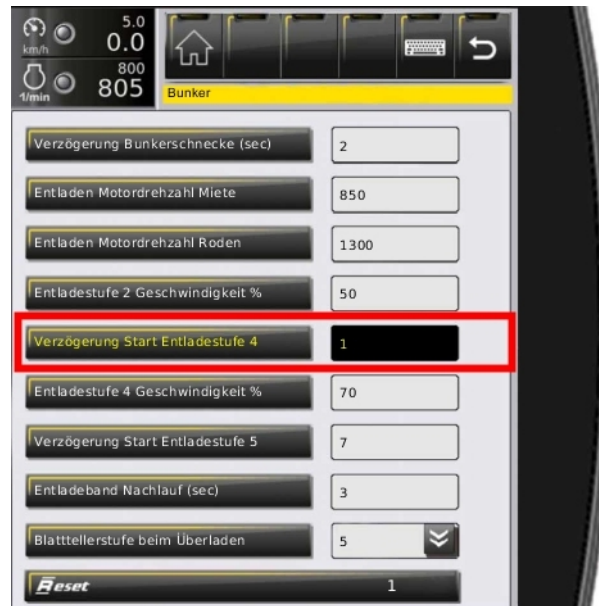 5.0
km/h 0.0
800
1/min 805
Bunker
Verzögerung Bunkerschnecke (sec) 2
Entladen Motordrehzahl Miete 850
Entladen Motordrehzahl Roden 1300
Entladestufe 2 Geschwindigkeit % 50
Verzögerung Start Entladestufe 4 1
Entladestufe 4 Geschwindigkeit % 70
Verzögerung Start Entladestufe 5 7
Entladeband Nachlauf (sec) 3
Blatttellerstufe beim Überladen 5
Reset 1